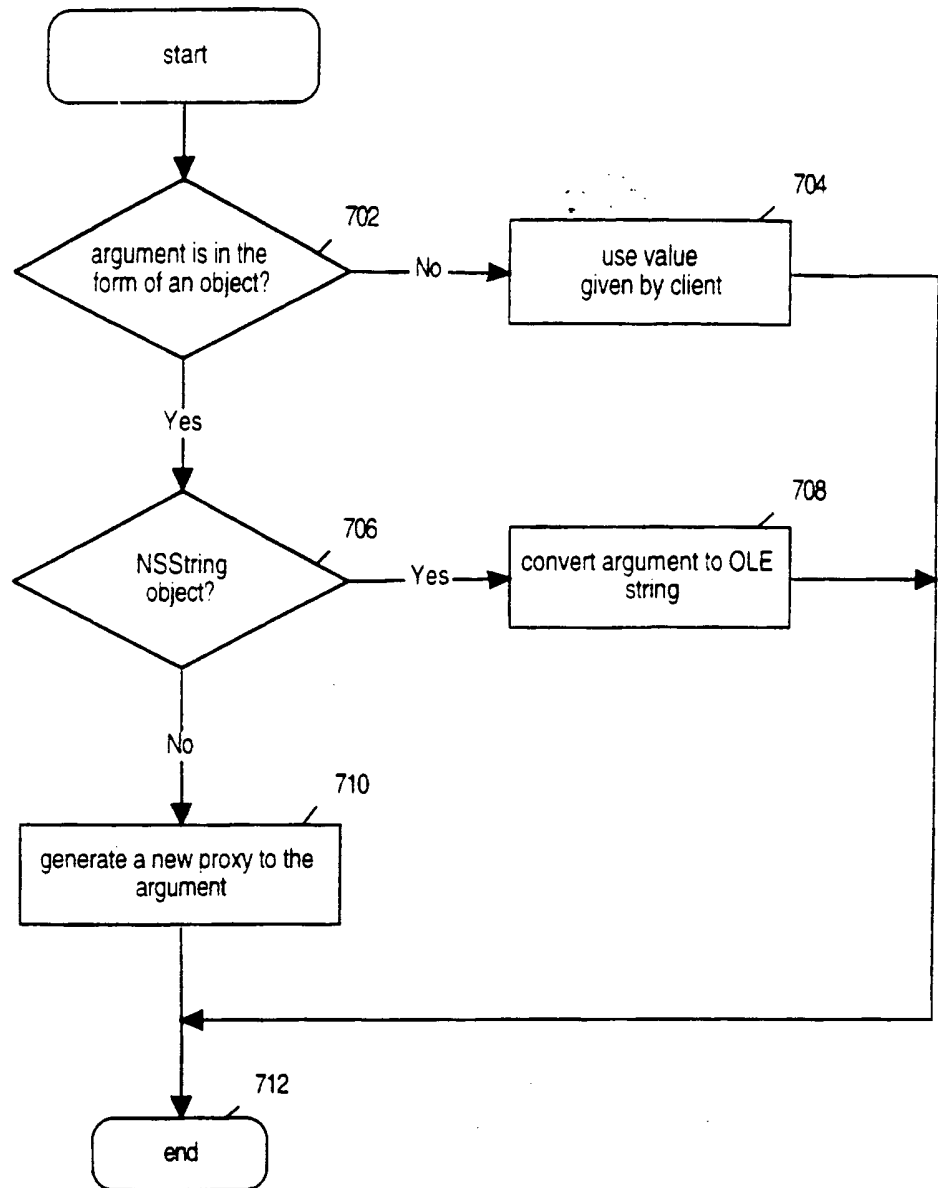 start
702
argument is in the
form of an object?
No
704
use value
given by client
Yes
706
NSString
object?
Yes
708
convert argument to OLE
string
No
710
generate a new proxy to the
argument
712
end